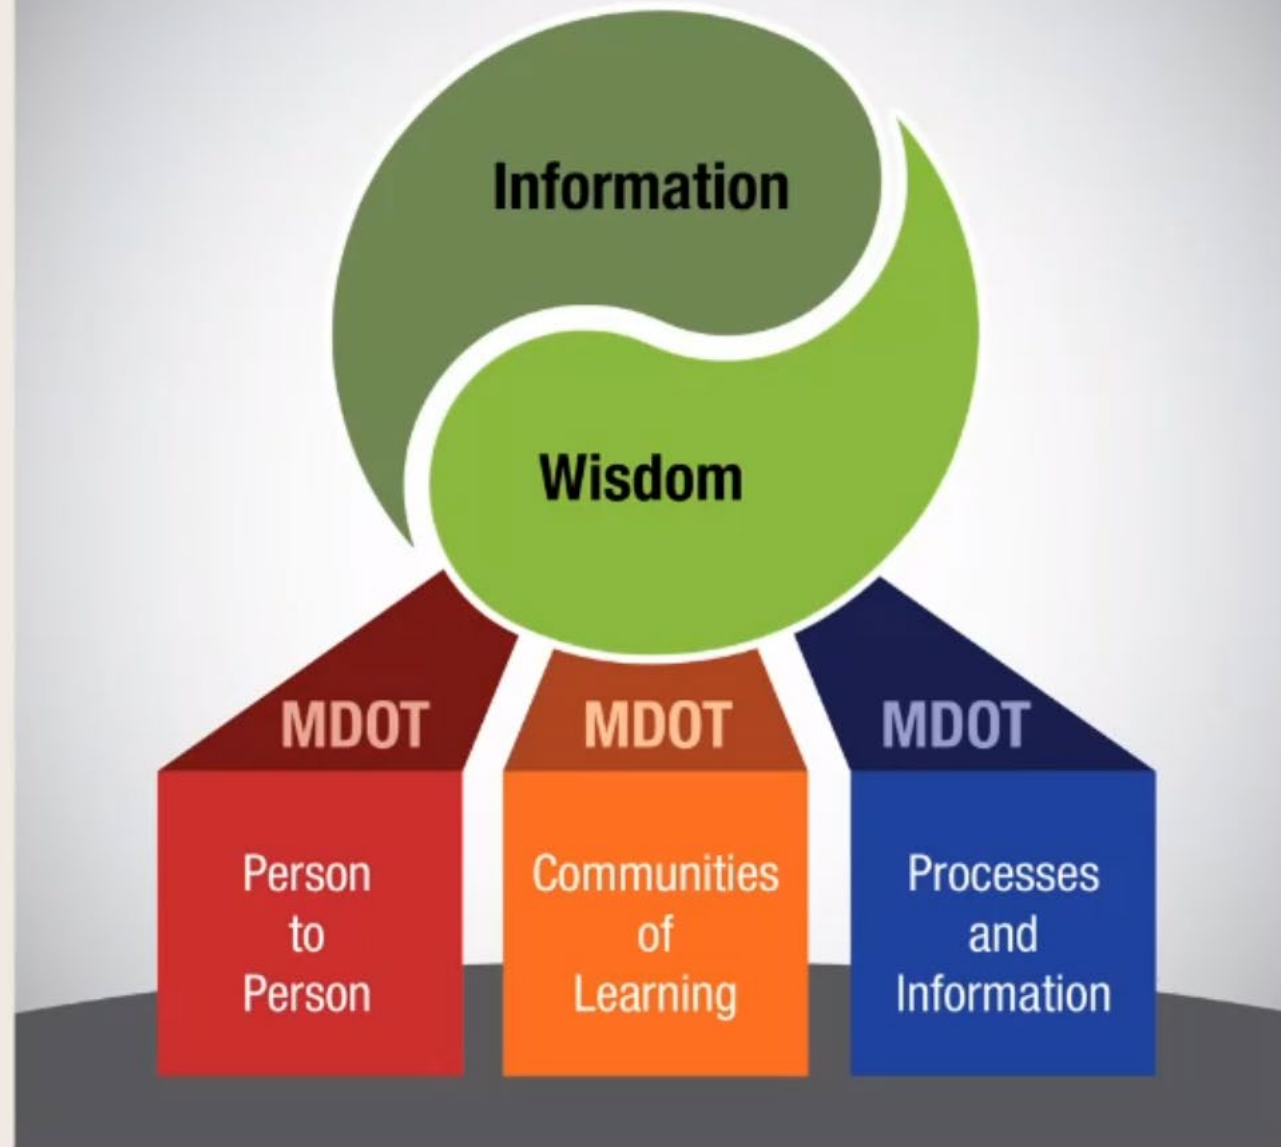 Information
Wisdom
MDOT
MDOT
MDOT
Person
to
Person
Communities
of
Learning
Processes
and
Information